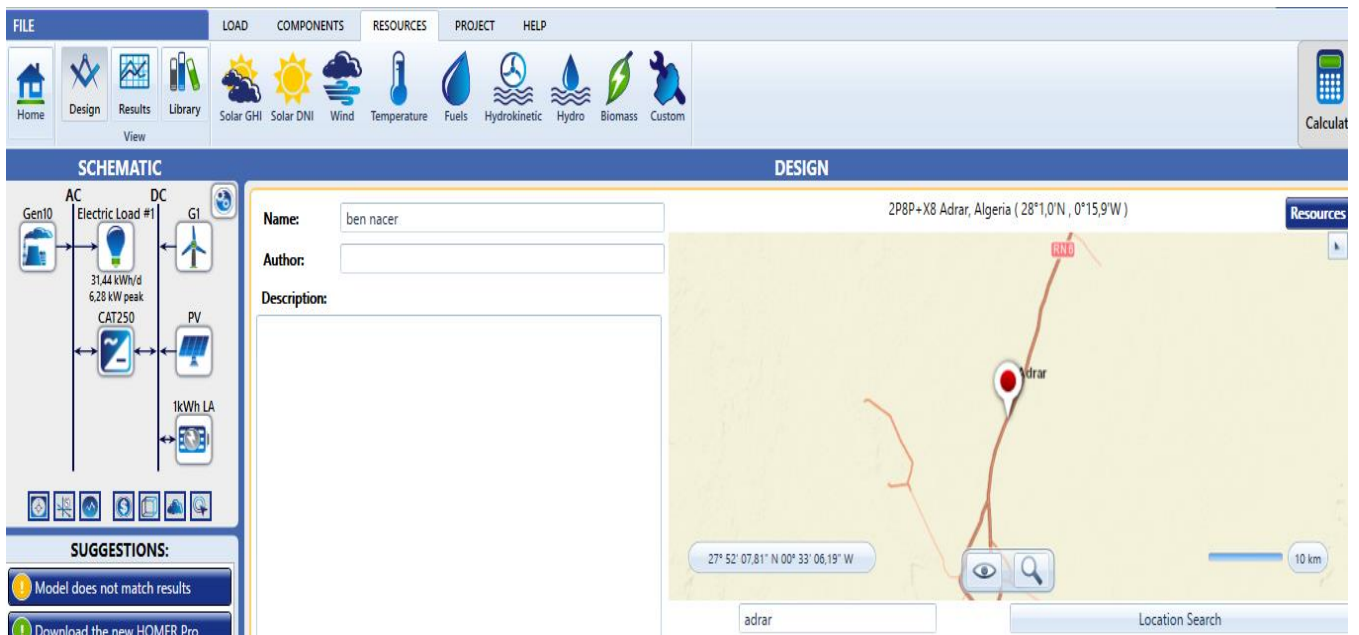 FILE
LOAD COMPONENTS RESOURCES PROJECT HELP
Home Design Results Library Solar GHI Solar DNI Wind Temperature Fuels Hydrokinetic Hydro Biomass Custom Calculat
View
SCHEMATIC
DESIGN
AC DC
Gen10 Electric Load #1 G1
31,44 kWh/d
6,28 kW peak
CAT250 PV
1kWh LA
SUGGESTIONS:
Model does not match results
Download the new HOMER Pro
Name: ben nacer
Author:
Description:
2P8P+X8 Adrar, Algeria ( 28°1,0'N , 0°15,9'W )
Resources
RN6
Adrar
27° 52' 07,81" N 00° 33' 06,19" W
10 km
adrar
Location Search